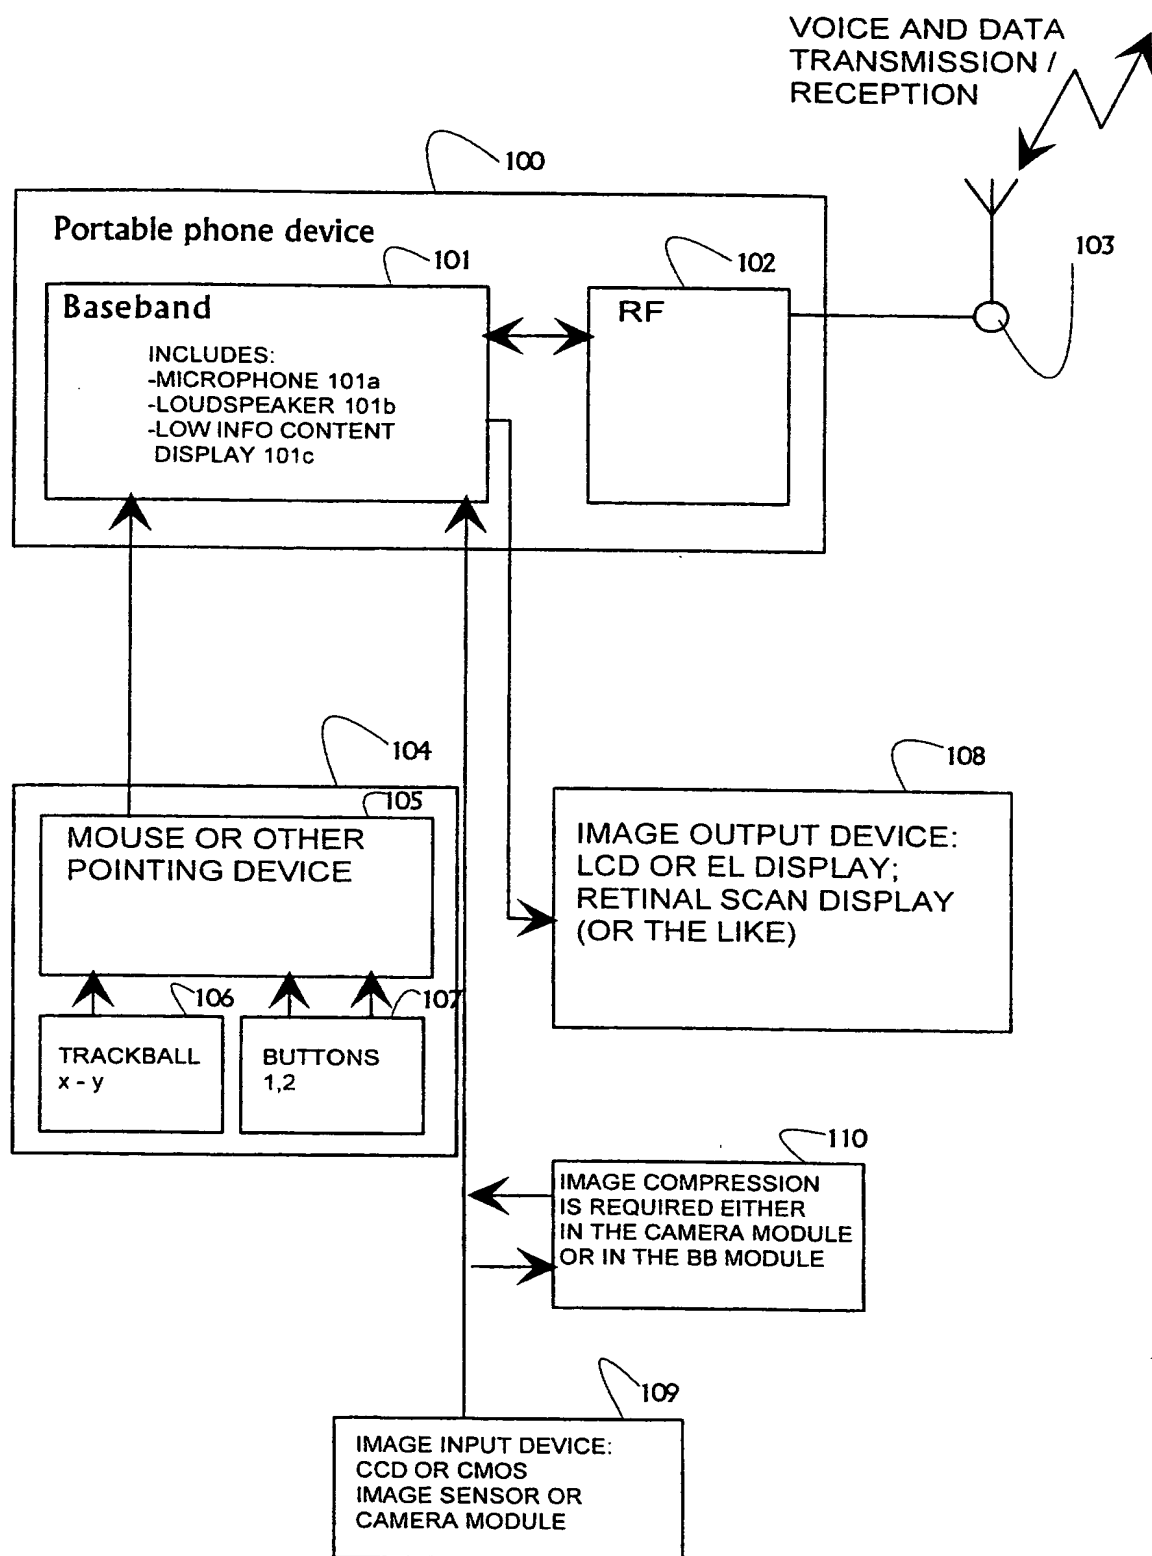 VOICE AND DATA
TRANSMISSION /
RECEPTION
100
Portable phone device
101
102
103
Baseband
RF
INCLUDES:
-MICROPHONE 101a
-LOUDSPEAKER 101b
-LOW INFO CONTENT
DISPLAY 101c
104
108
105
MOUSE OR OTHER
POINTING DEVICE
IMAGE OUTPUT DEVICE:
LCD OR EL DISPLAY;
RETINAL SCAN DISPLAY
(OR THE LIKE)
106
107
TRACKBALL
x - y
BUTTONS
1,2
110
IMAGE COMPRESSION
IS REQUIRED EITHER
IN THE CAMERA MODULE
OR IN THE BB MODULE
109
IMAGE INPUT DEVICE:
CCD OR CMOS
IMAGE SENSOR OR
CAMERA MODULE